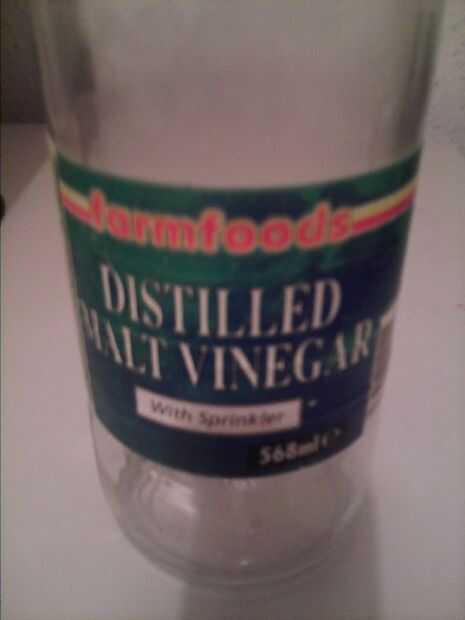 farmfoods
DISTILLED
MALT VINEGAR
With Sprinkler
568ml e